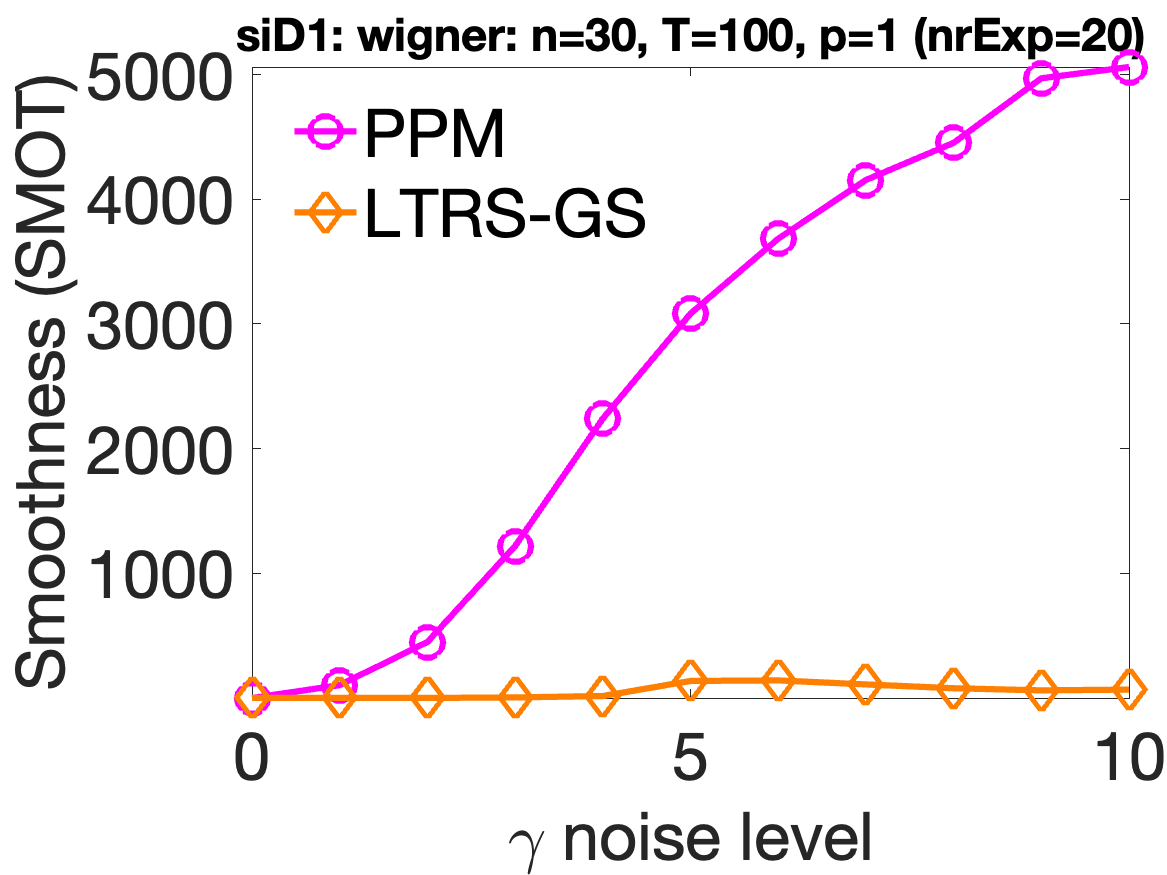 siD1: wigner: n=30, T=100, p=1 (nrExp=20)
Smoothness (SMOT)
5000
4000
3000
2000
1000
PPM
LTRS-GS
0
5
10
γ noise level